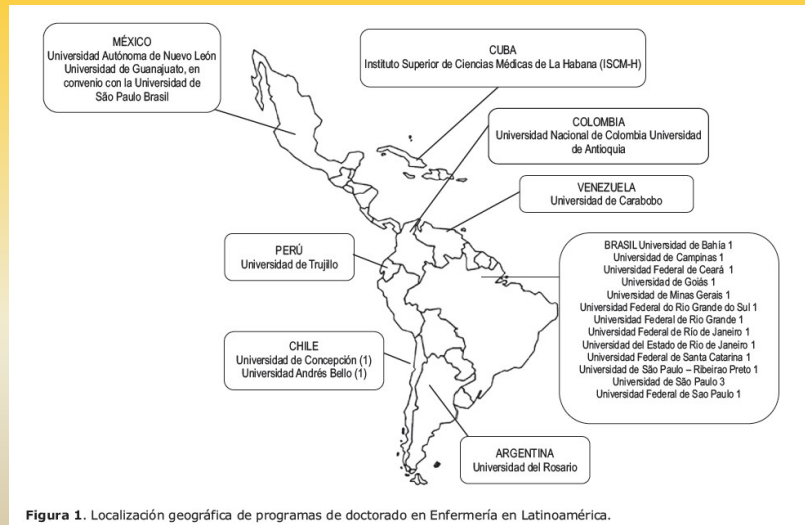 MÉXICO
Universidad Autónoma de Nuevo León
Universidad de Guanajuato, en
convenio con la Universidad de
São Paulo Brasil
CUBA
Instituto Superior de Ciencias Médicas de La Habana (ISCM-H)
COLOMBIA
Universidad Nacional de Colombia Universidad
de Antioquia
VENEZUELA
Universidad de Carabobo
PERÚ
Universidad de Trujillo
BRASIL Universidad de Bahía 1
Universidad de Campinas 1
Universidad Federal de Ceará 1
Universidad de Goiás 1
Universidad de Minas Gerais 1
Universidad Federal do Rio Grande do Sul 1
Universidad Federal de Rio Grande 1
Universidad Federal de Río de Janeiro 1
Universidad del Estado de Rio de Janeiro 1
Universidad Federal de Santa Catarina 1
Universidad de São Paulo – Ribeirao Preto 1
Universidad de São Paulo 3
Universidad Federal de Sao Paulo 1
CHILE
Universidad de Concepción (1)
Universidad Andrés Bello (1)
ARGENTINA
Universidad del Rosario
Figura 1. Localización geográfica de programas de doctorado en Enfermería en Latinoamérica.